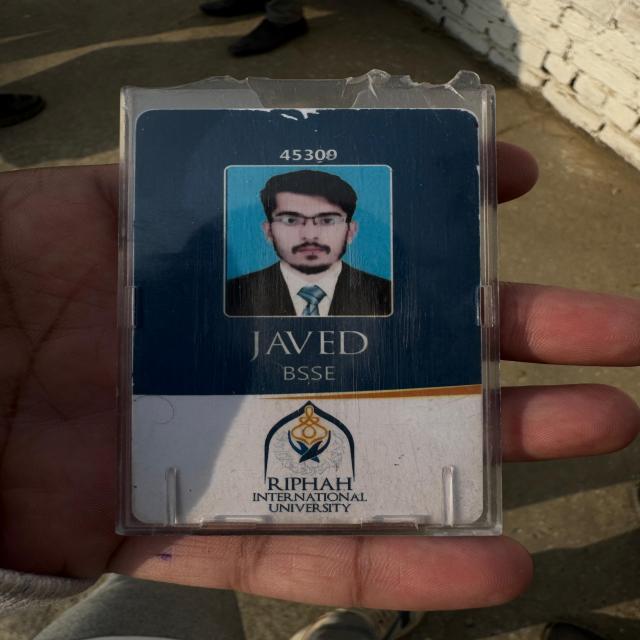 45309
JAVED
BSSE
RIPHAH
INTERNATIONAL
UNIVERSITY